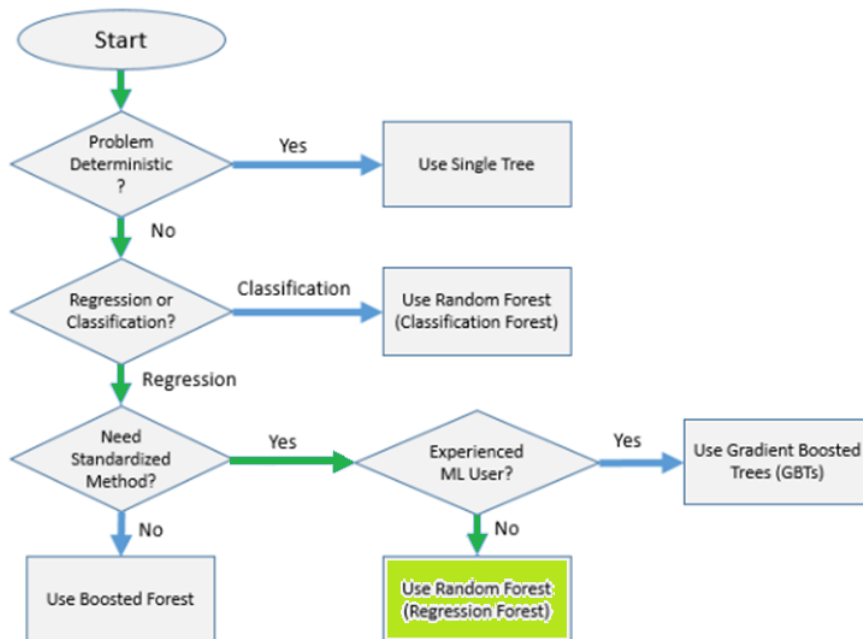 Start
Problem
Deterministic
?
Yes
Use Single Tree
No
Regression or
Classification?
Classification
Use Random Forest
(Classification Forest)
Regression
Need
Standardized
Method?
Yes
Experienced
ML User?
Yes
Use Gradient Boosted
Trees (GBTs)
No
Use Boosted Forest
No
Use Random Forest
(Regression Forest)